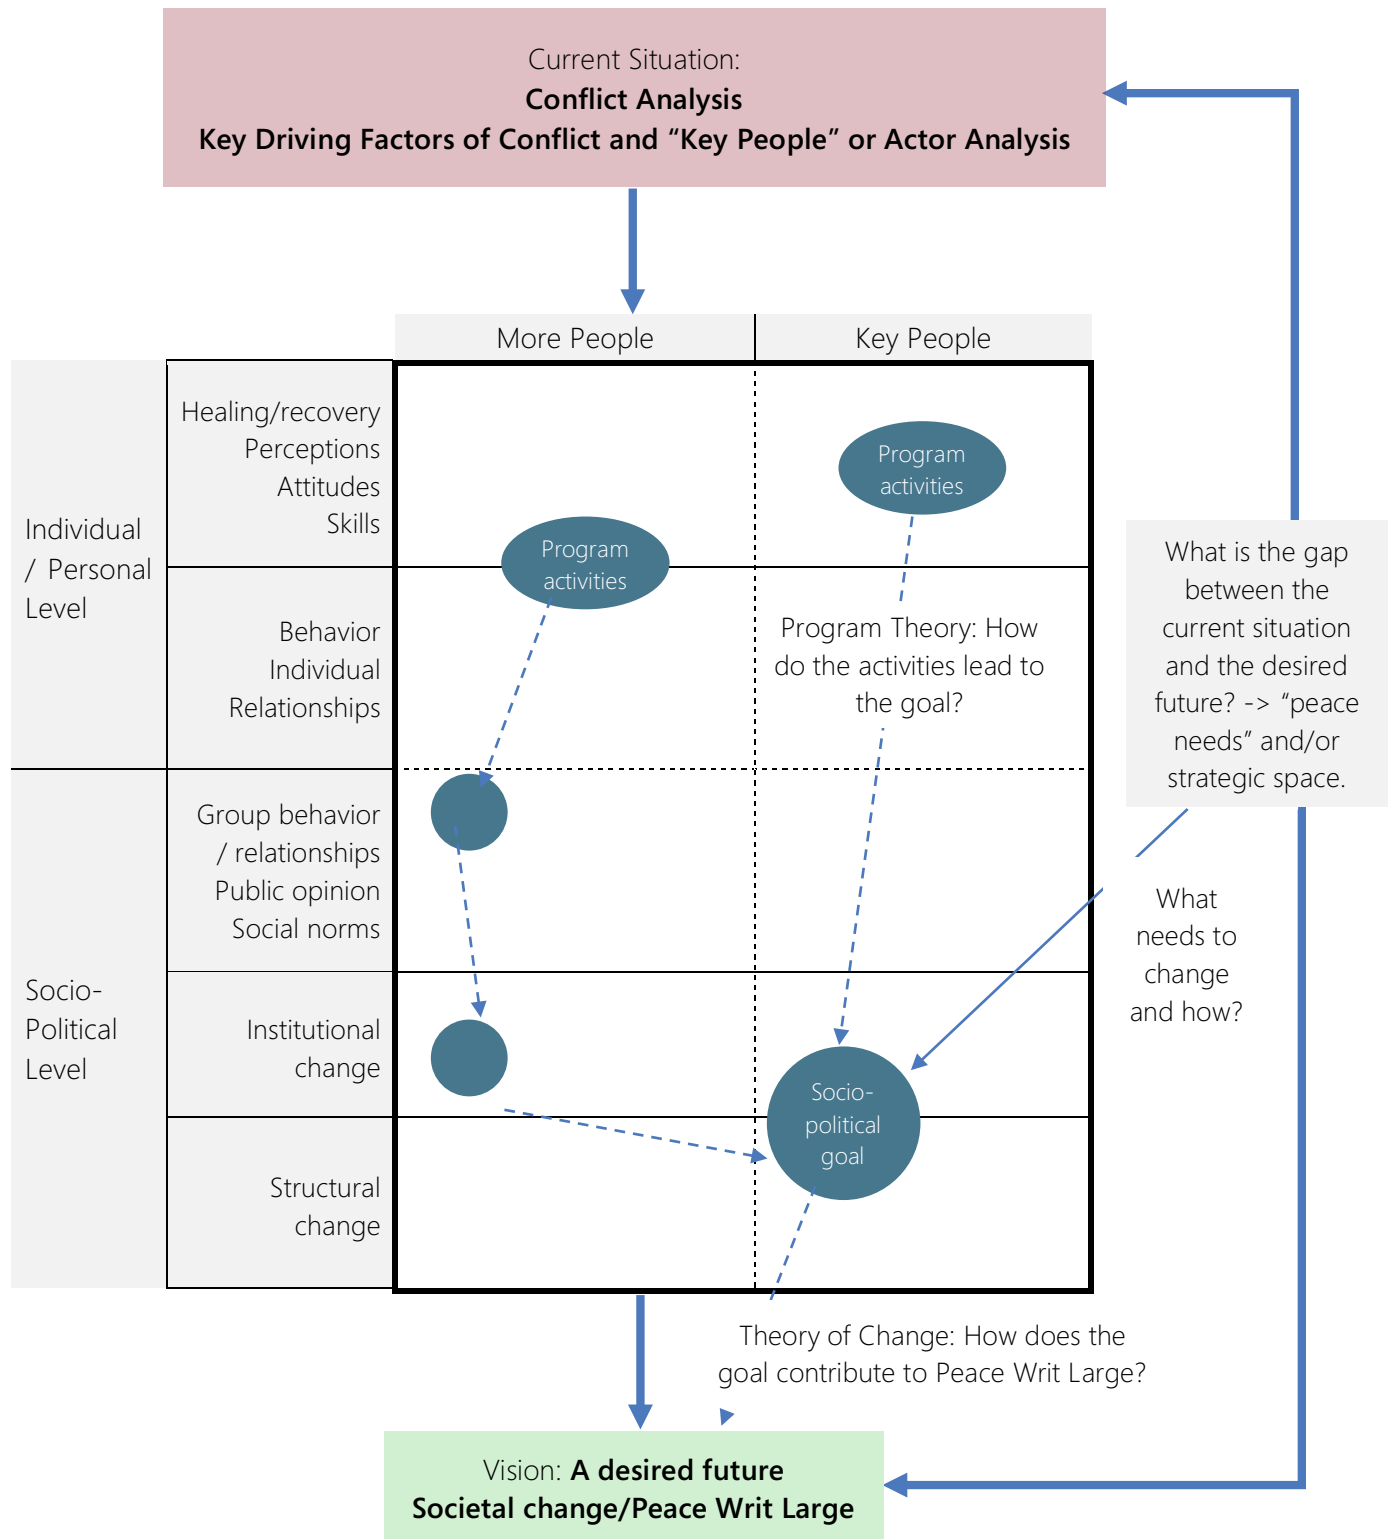 Current Situation:
Conflict Analysis
Key Driving Factors of Conflict and “Key People” or Actor Analysis
More People
Key People
Individual
/ Personal
Level
Healing/recovery
Perceptions
Attitudes
Skills
Program
activities
Program
activities
Behavior
Individual
Relationships
Program Theory: How
do the activities lead to
the goal?
What is the gap
between the
current situation
and the desired
future? -> “peace
needs” and/or
strategic space.
Socio-
Political
Level
Group behavior
/ relationships
Public opinion
Social norms
What
needs to
change
and how?
Institutional
change
Socio-
political
goal
Structural
change
Theory of Change: How does the
goal contribute to Peace Writ Large?
Vision: A desired future
Societal change/Peace Writ Large